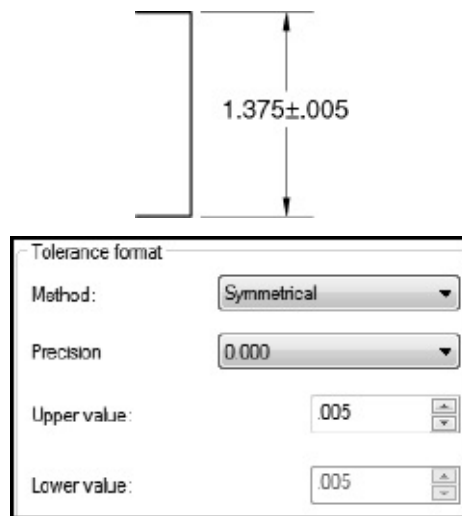 1.375±.005
Tolerance format
Method: Symmetrical
Precision 0.000
Upper value: .005
Lower value: .005